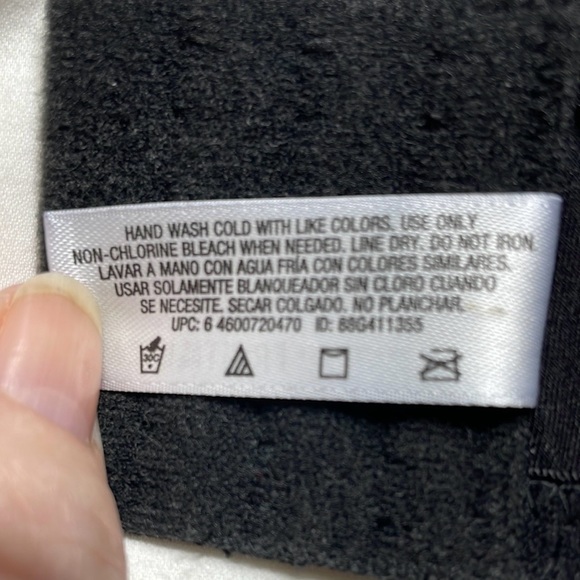 HAND WASH COLD WITH LIKE COLORS. USE ONLY
NON-CHLORINE BLEACH WHEN NEEDED. LINE DRY. DO NOT IRON
LAVAR A MANO CON AGUA FRÍA CON COLORES SIMILARES.
USAR SOLAMENTE BLANQUEADOR SIN CLORO CUANDO
SE NECESITE. SECAR COLGADO. NO PLANCHAR.
UPC: 6 4600720470 ID: 88G411355
30C